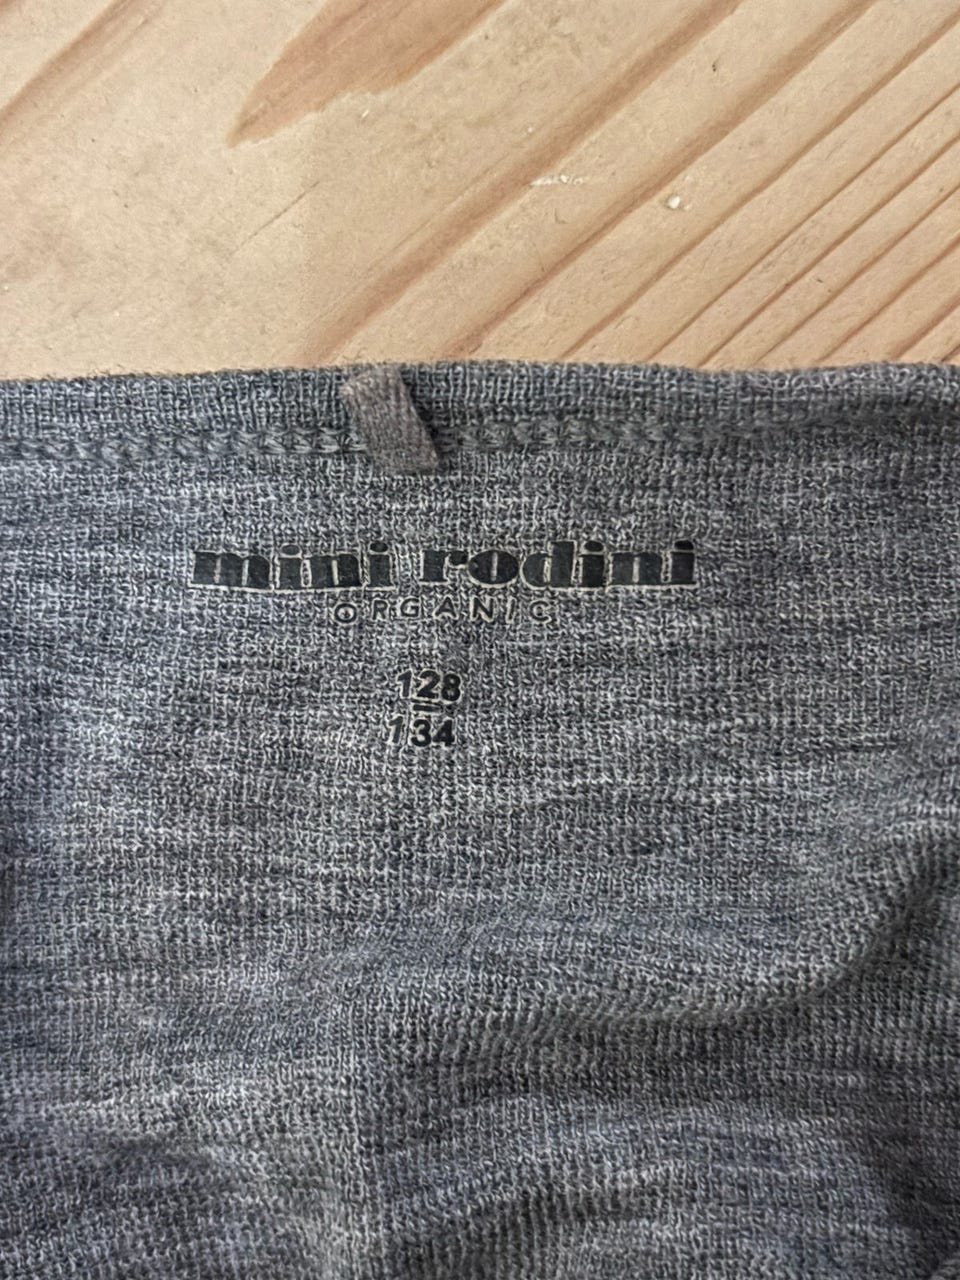 mini rodini
ORGANIC
128
134